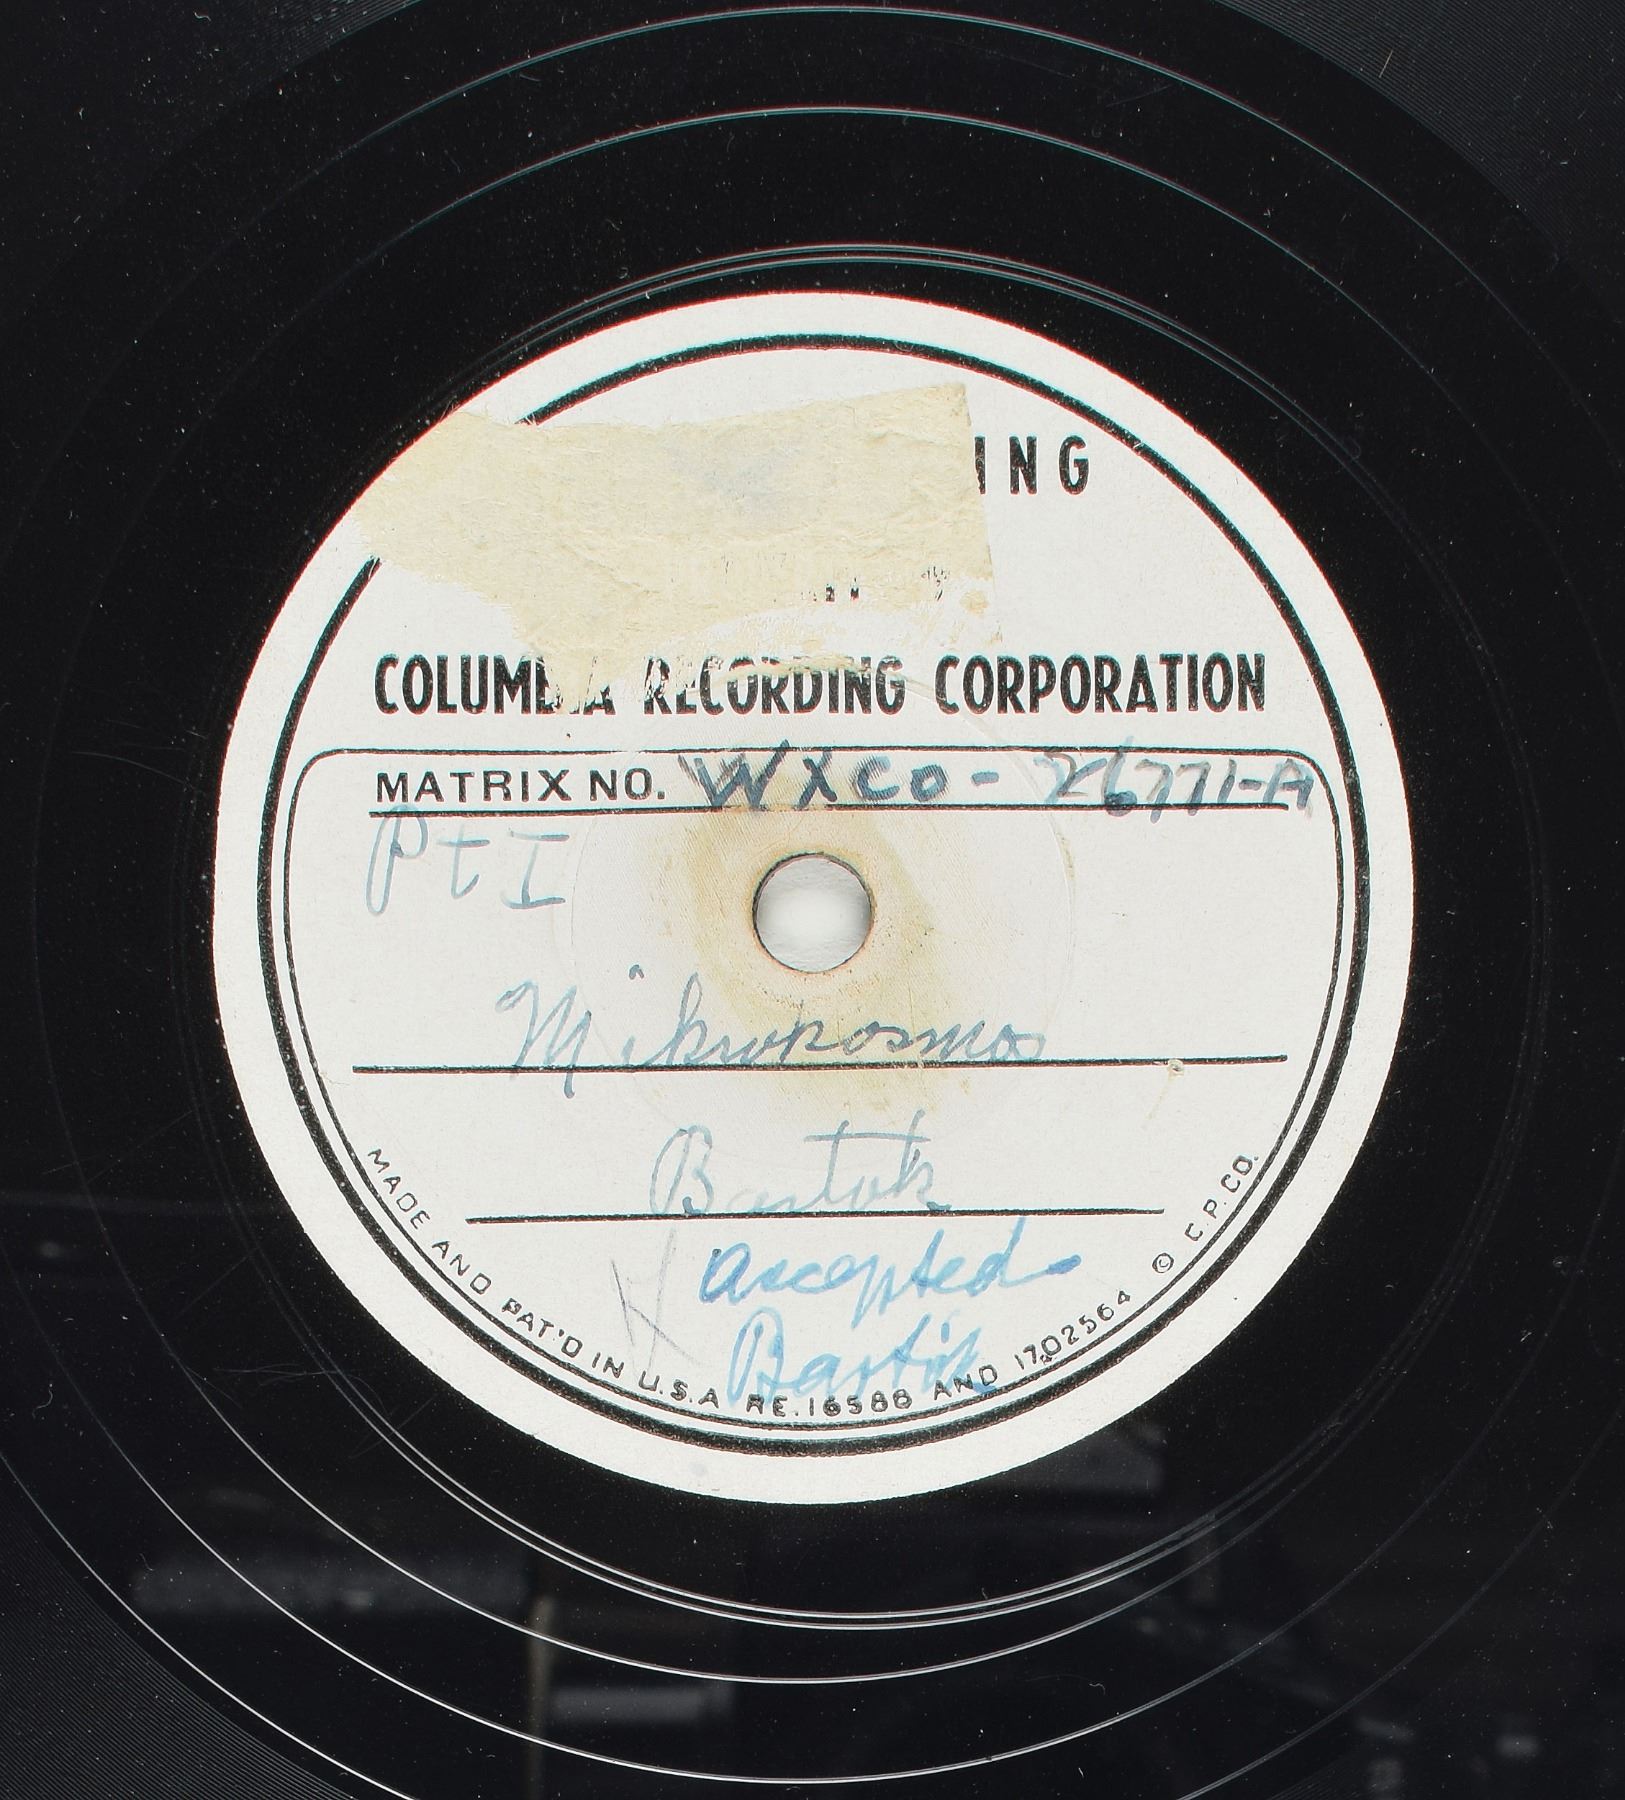 ING
COLUMBIA RECORDING CORPORATION
MATRIX NO. WXCO - 26771-A
Pt I
Mikrokosmos
Bartok
accepted
Bartók
MADE AND PAT'D IN U.S.A RE.16588 AND 1702564 © C.P.CO.